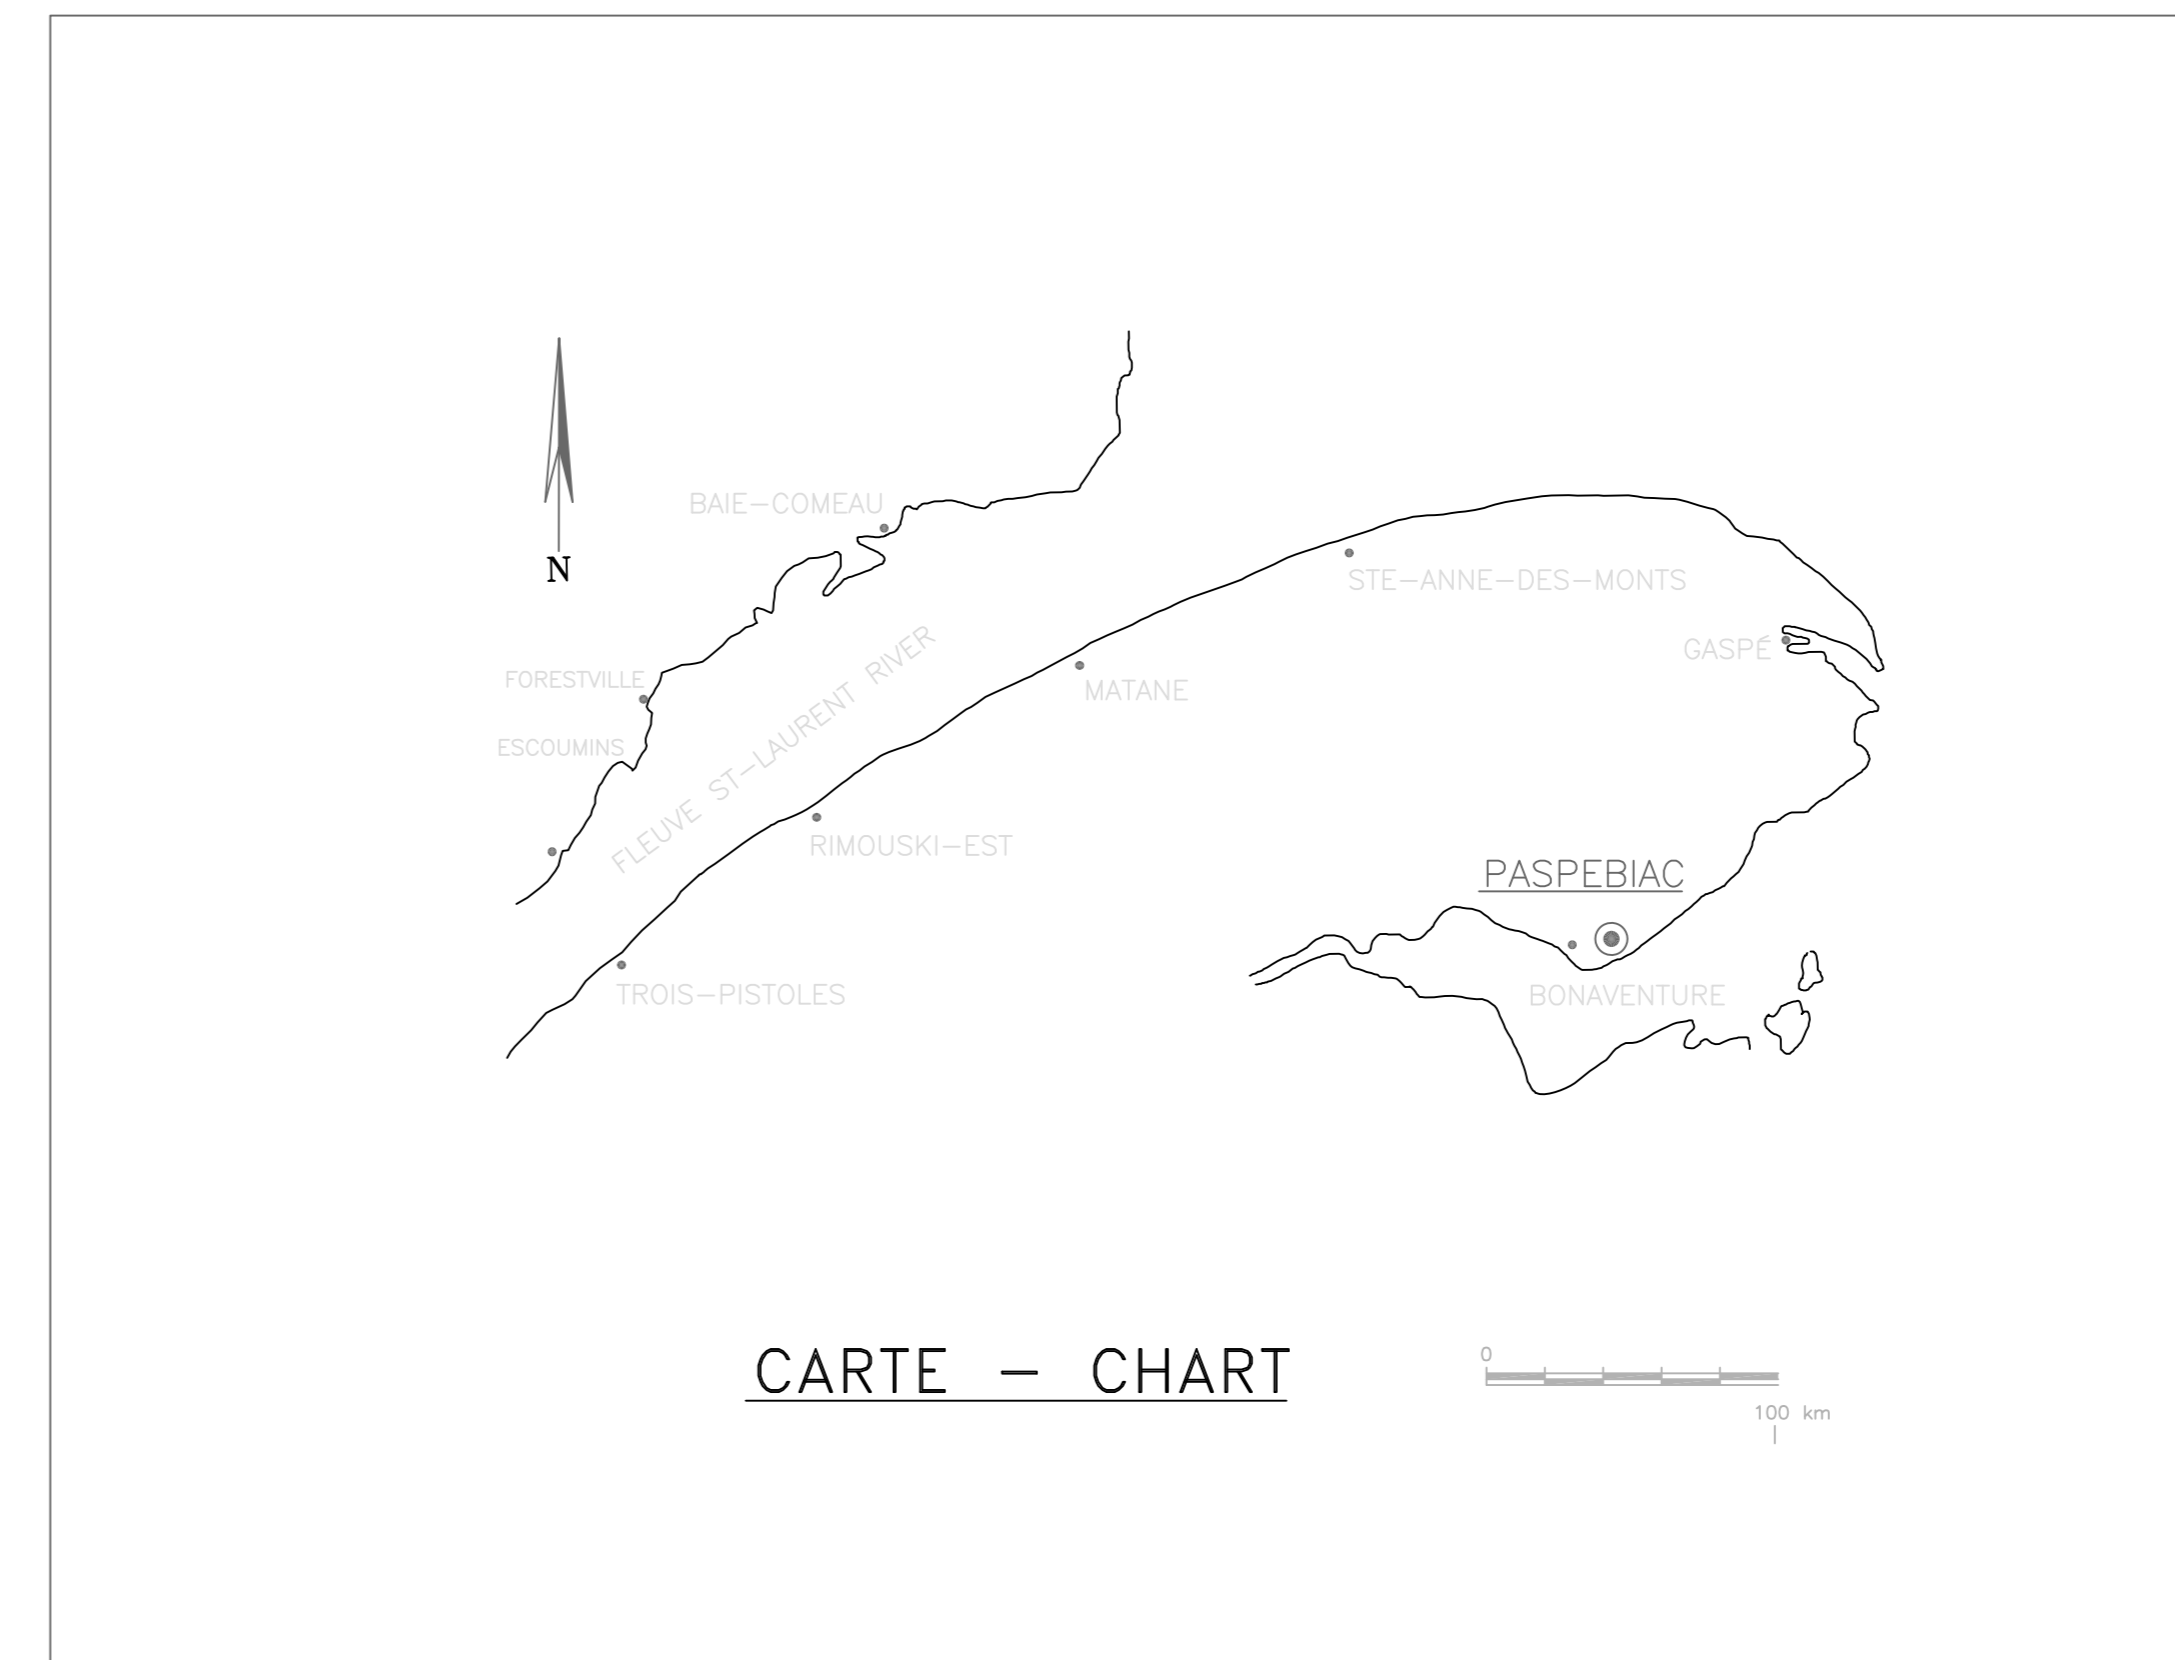 BAIE-COMEAU
N
STE-ANNE-DES-MONTS
GASPÉ
FORESTVILLE
MATANE
ESCOUMINS
FLEUVE ST-LAURENT RIVER
RIMOUSKI-EST
PASPEBIAC
TROIS-PISTOLES
BONAVENTURE
CARTE - CHART
0
100 km